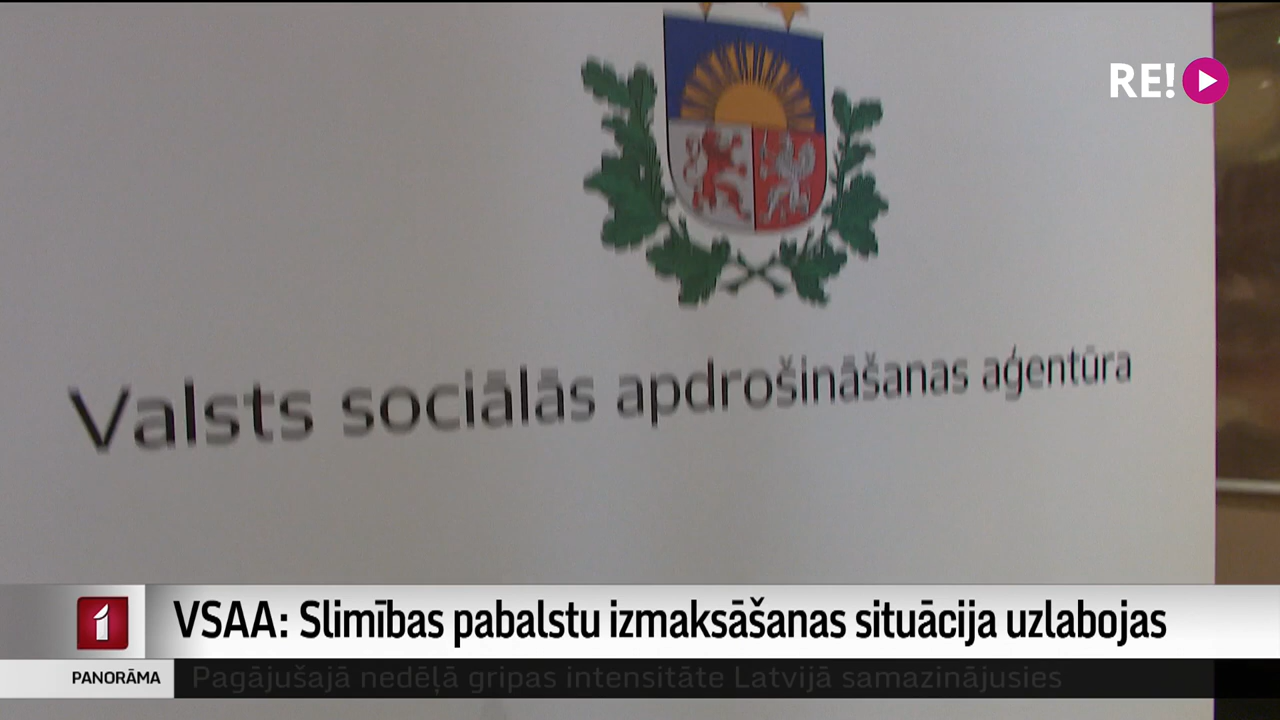 RE!
Valsts sociālās apdrošināšanas aģentūra
1
VSAA: Slimības pabalstu izmaksāšanas situācija uzlabojas
PANORĀMA
Pagājušajā nedēļā gripas intensitāte Latvijā samazinājusies